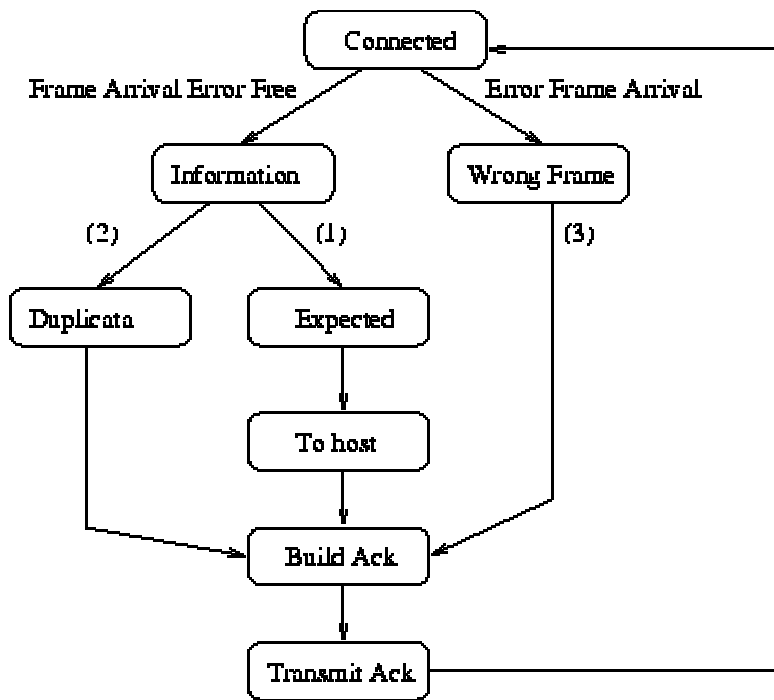 Connected
Frame Arrival Error Free
Error Frame Arrival
Information
Wrong Frame
(2)
(1)
(3)
Duplicata
Expected
To host
Build Ack
Transmit Ack